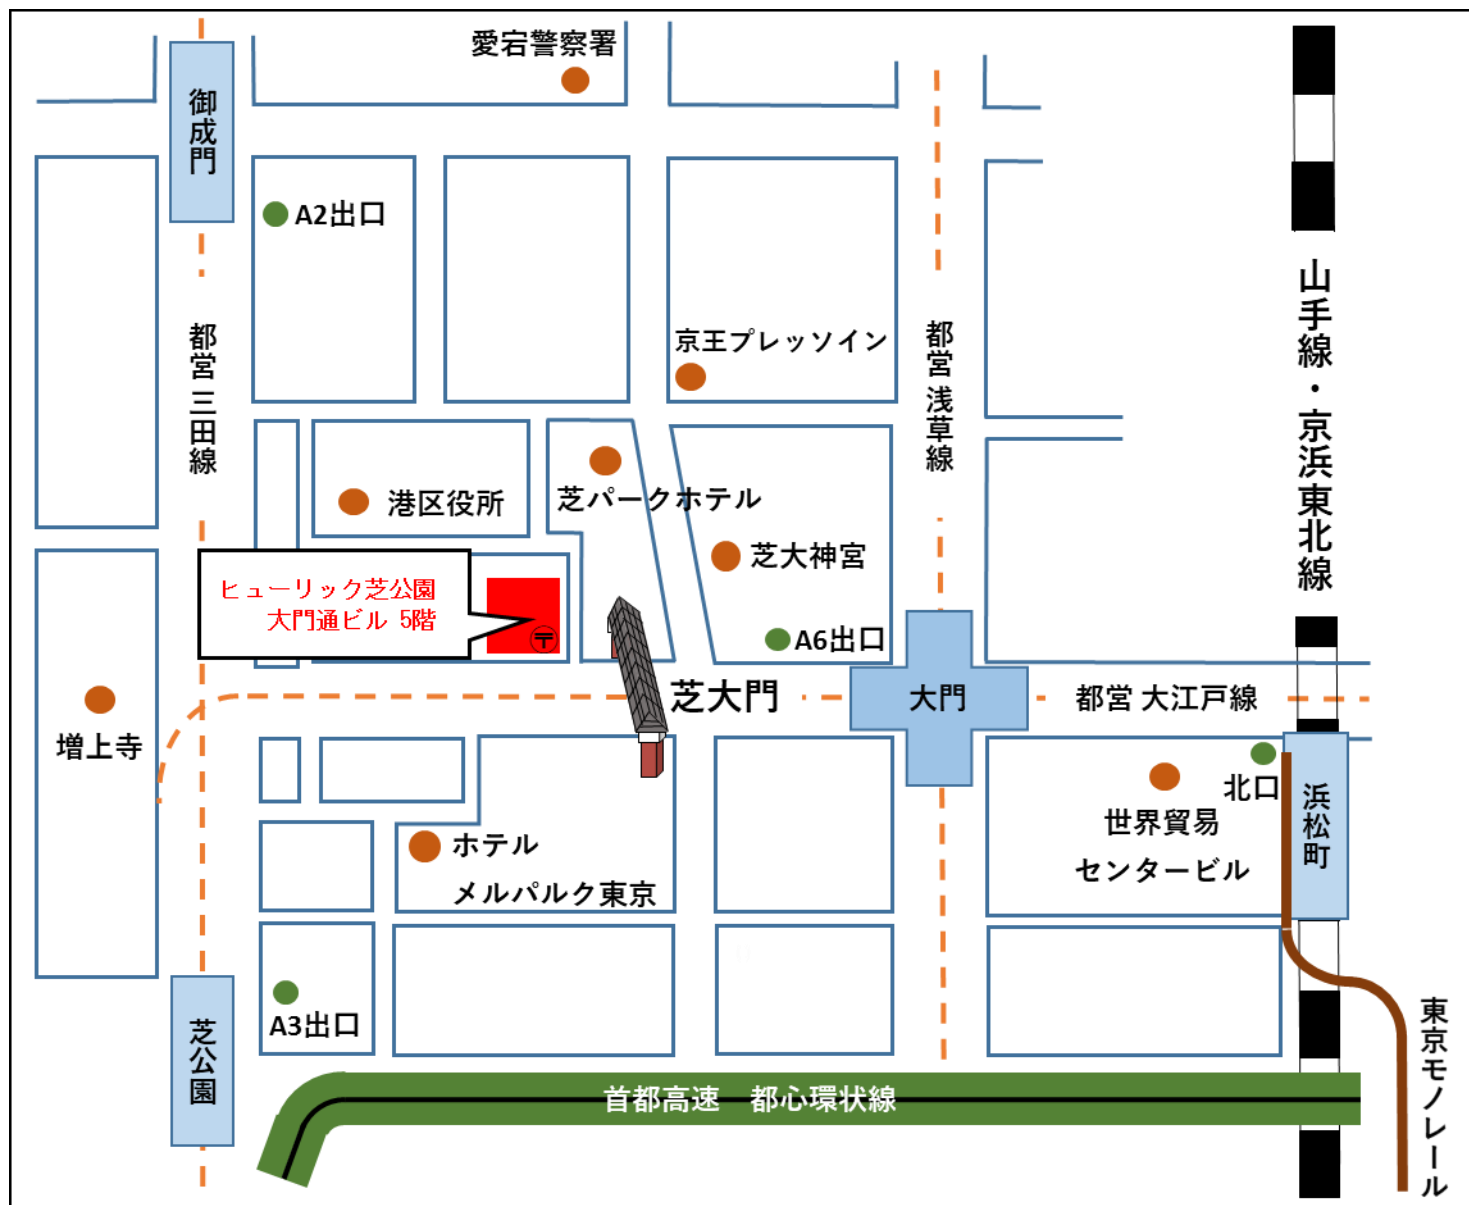 愛宕警察署
御成門
A2出口
山手線・京浜東北線
都営 三田線
京王プレッソイン
都営 浅草線
港区役所
芝パークホテル
芝大神宮
ヒューリック芝公園
大門通ビル 5階
〒
A6出口
芝大門
大門
都営 大江戸線
増上寺
北口
浜松町
世界貿易
センタービル
ホテル
メルパルク東京
A3出口
芝公園
東京モノレール
首都高速 都心環状線